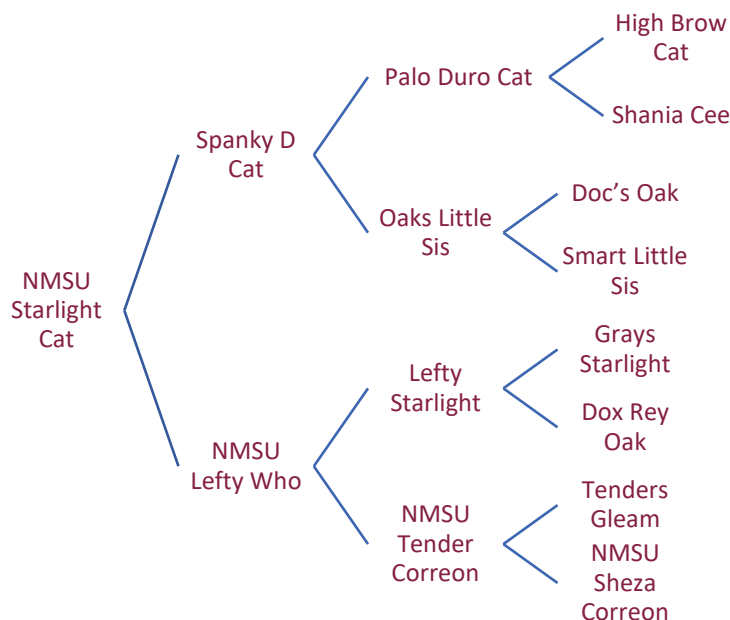 High Brow
Cat
Palo Duro Cat
Shania Cee
Spanky D
Cat
Doc’s Oak
Oaks Little
Sis
Smart Little
Sis
NMSU
Starlight
Cat
Grays
Starlight
Lefty
Starlight
Dox Rey
Oak
NMSU
Lefty Who
Tenders
Gleam
NMSU
Tender
Correon
NMSU
Sheza
Correon